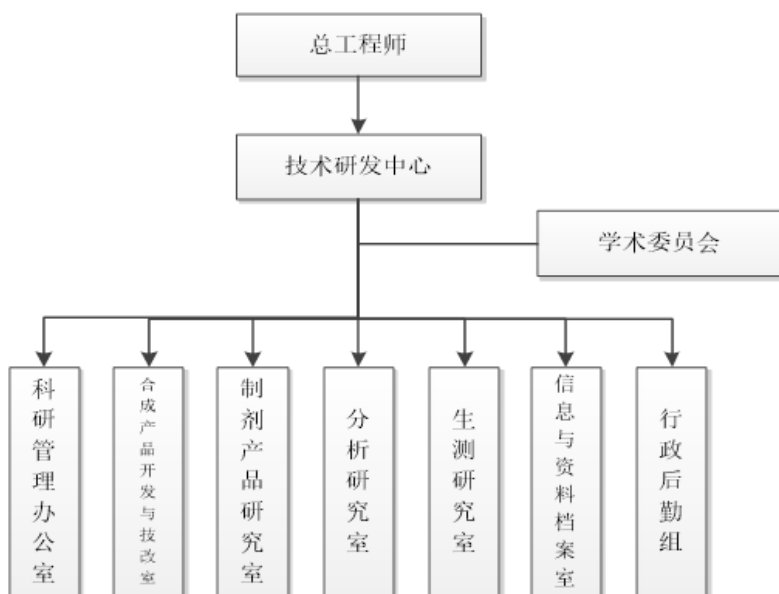 总工程师
技术研发中心
学术委员会
科研管理办公室
合成产品开发与技改室
制剂产品研究室
分析研究室
生测研究室
信息与资料档案室
行政后勤组